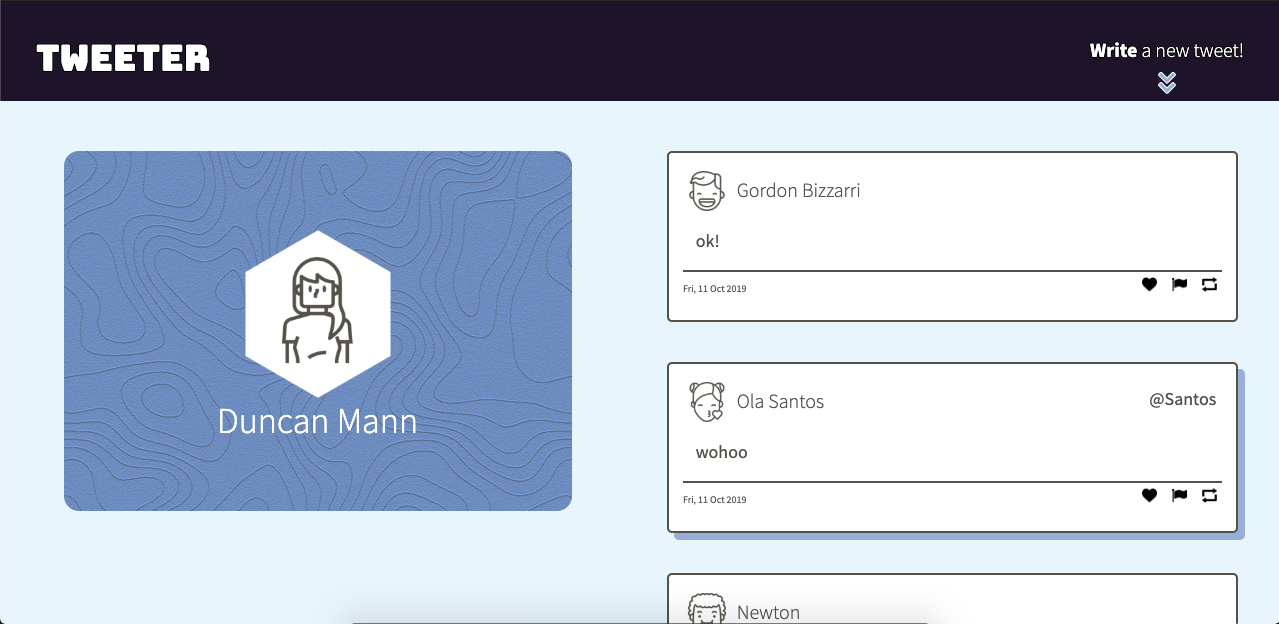 TWEETER
Write a new tweet!
Duncan Mann
Gordon Bizzarri
ok!
Fri, 11 Oct 2019
Ola Santos
@Santos
wohoo
Fri, 11 Oct 2019
Newton